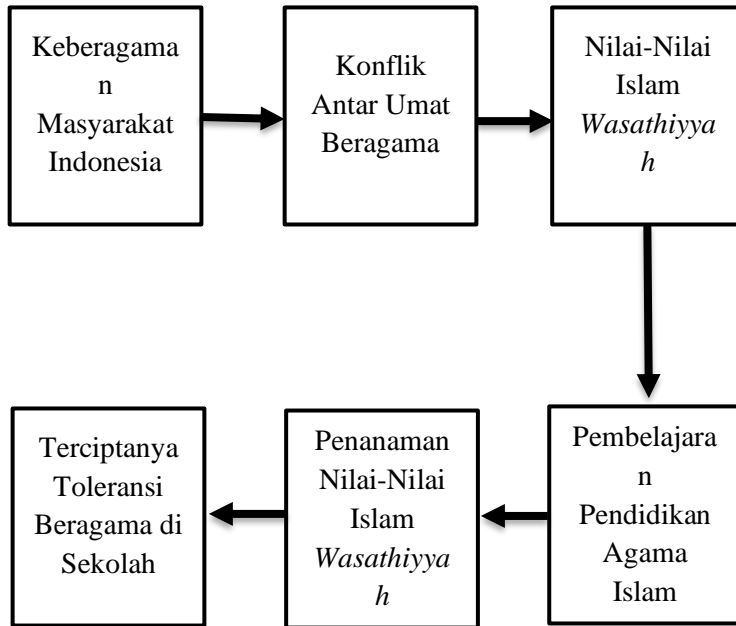 Keberagama
n
Masyarakat
Indonesia
Konflik
Antar Umat
Beragama
Nilai-Nilai
Islam
Wasathiyya
h
Pembelajara
n
Pendidikan
Agama
Islam
Penanaman
Nilai-Nilai
Islam
Wasathiyya
h
Terciptanya
Toleransi
Beragama di
Sekolah